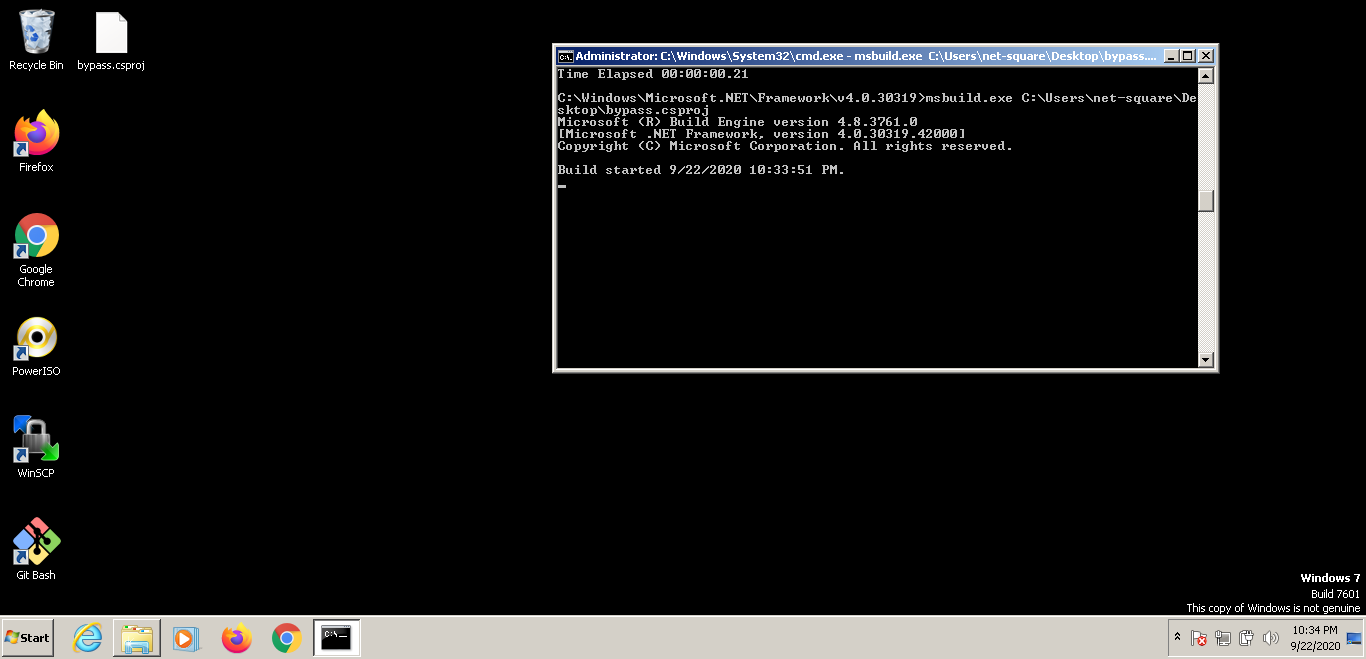 Recycle Bin
bypass.csproj
Firefox
Google
Chrome
PowerISO
WinSCP
Git Bash
Administrator: C:\Windows\System32\cmd.exe - msbuild.exe C:\Users\net-square\Desktop\bypass....
Time Elapsed 00:00:00.21
C:\Windows\Microsoft.NET\Framework\v4.0.30319>msbuild.exe C:\Users\net-square\De
sktop\bypass.csproj
Microsoft (R) Build Engine version 4.8.3761.0
[Microsoft .NET Framework, version 4.0.30319.42000]
Copyright (C) Microsoft Corporation. All rights reserved.
Build started 9/22/2020 10:33:51 PM.
Windows 7
Build 7601
This copy of Windows is not genuine
Start
10:34 PM
9/22/2020